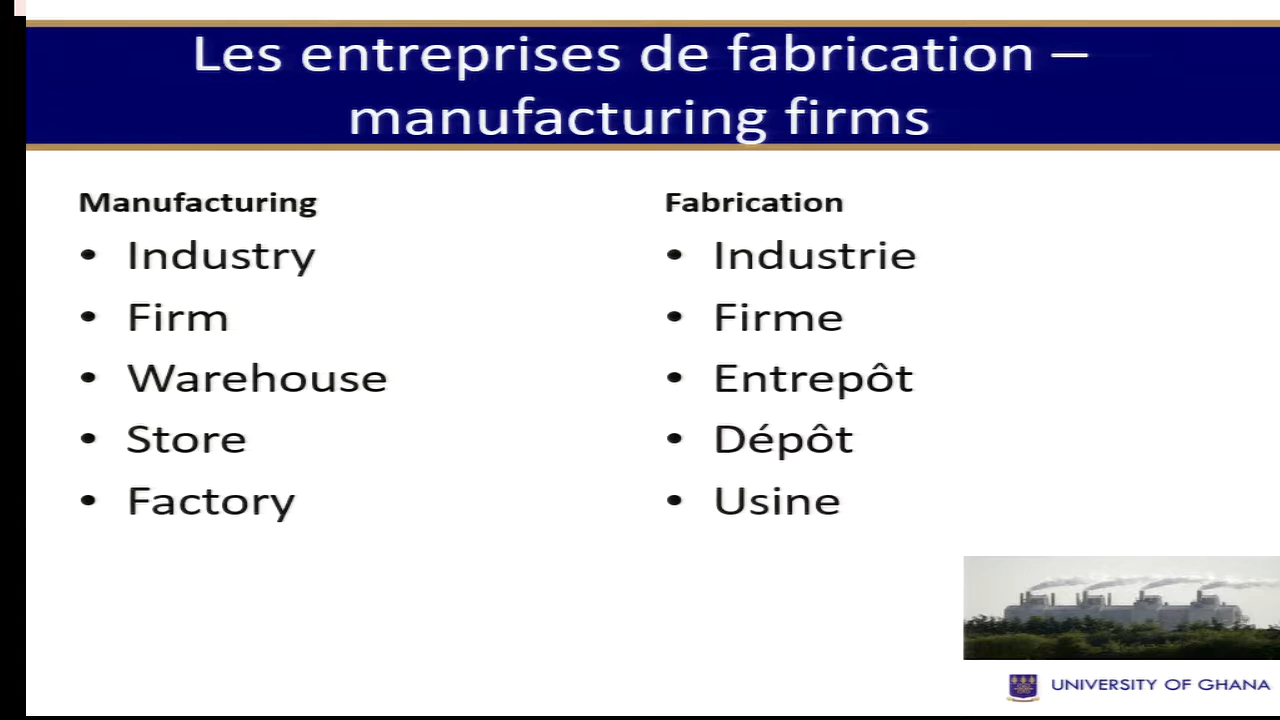 Les entreprises de fabrication –
manufacturing firms
Manufacturing
• Industry
• Firm
• Warehouse
• Store
• Factory
Fabrication
• Industrie
• Firme
• Entrepôt
• Dépôt
• Usine
UNIVERSITY OF GHANA